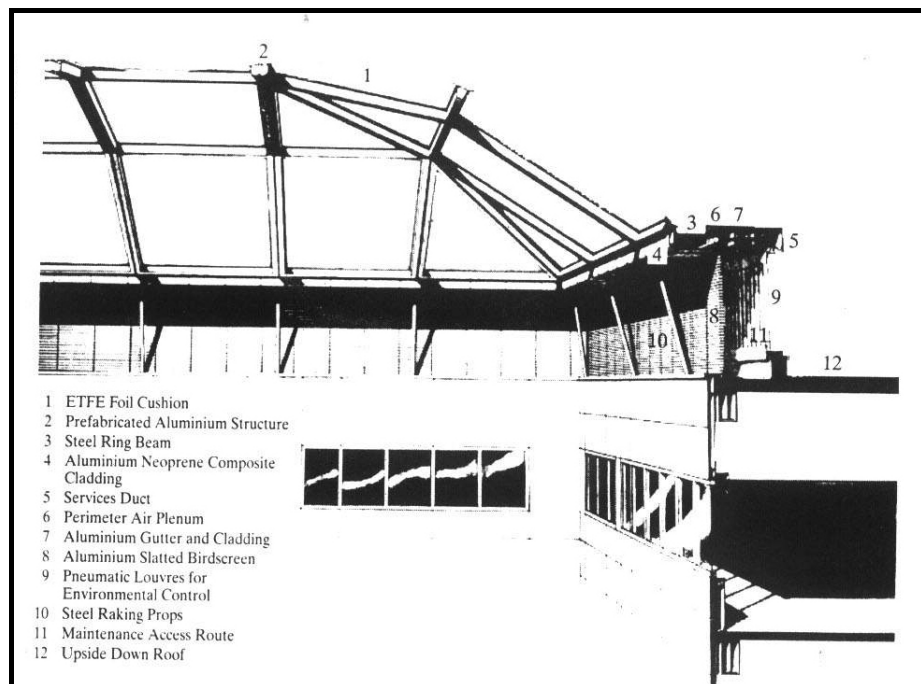 2
1
3
6
7
5
4
9
8
11
10
12
1 ETFE Foil Cushion
2 Prefabricated Aluminium Structure
3 Steel Ring Beam
4 Aluminium Neoprene Composite
Cladding
5 Services Duct
6 Perimeter Air Plenum
7 Aluminium Gutter and Cladding
8 Aluminium Slatted Birdscreen
9 Pneumatic Louvres for
Environmental Control
10 Steel Raking Props
11 Maintenance Access Route
12 Upside Down Roof